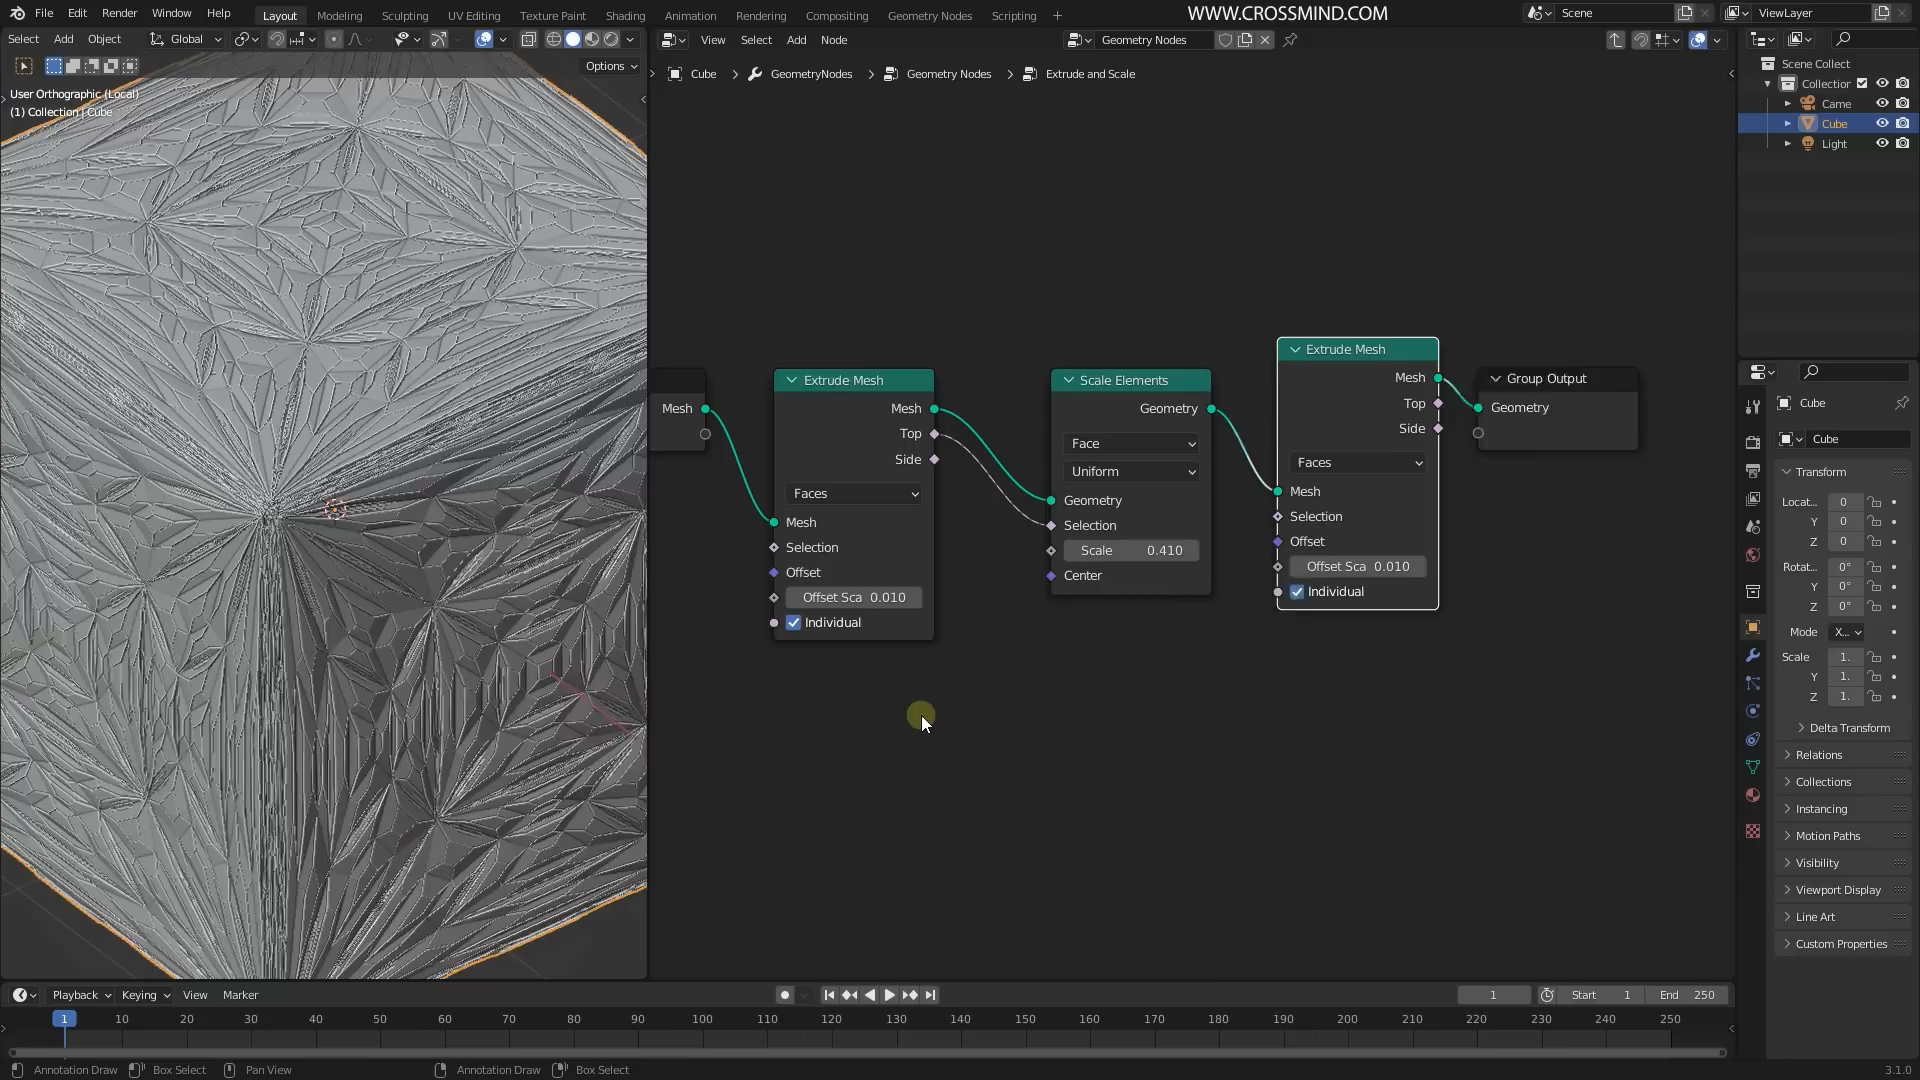 File Edit Render Window Help Layout Modeling Sculpting UV Editing Texture Paint Shading Animation Rendering Compositing Geometry Nodes Scripting + WWW.CROSSMIND.COM Scene ViewLayer
Select Add Object Global View Select Add Node Geometry Nodes
Options Cube GeometryNodes Geometry Nodes Extrude and Scale
User Orthographic (Local)
(1) Collection | Cube
Scene Collect
Collection
Came
Cube
Light
Mesh
Extrude Mesh
Mesh
Top
Side
Faces
Mesh
Selection
Offset
Offset Sca 0.010
Individual
Scale Elements
Geometry
Face
Uniform
Geometry
Selection
Scale 0.410
Center
Extrude Mesh
Mesh
Top
Side
Faces
Mesh
Selection
Offset
Offset Sca 0.010
Individual
Group Output
Geometry
Cube
Cube
Transform
Locat... 0
Y 0
Z 0
Rotat... 0°
Y 0°
Z 0°
Mode X...
Scale 1.
Y 1.
Z 1.
Delta Transform
Relations
Collections
Instancing
Motion Paths
Visibility
Viewport Display
Line Art
Custom Properties
Playback Keying View Marker 1 Start 1 End 250
1 10 20 30 40 50 60 70 80 90 100 110 120 130 140 150 160 170 180 190 200 210 220 230 240 250
Annotation Draw Box Select Pan View Annotation Draw Box Select 3.1.0